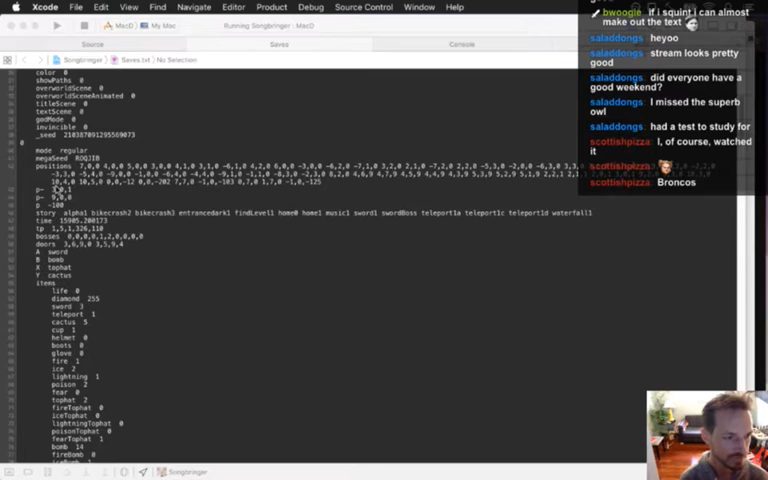 Xcode File Edit View Find Navigate Editor Product Debug Source Control Window Help
MacD My Mac
Running Songbringer : MacD
Source Saves Console
Songbringer Saves.txt No Selection
color 0
showPaths 0
overworldScene 0
overworldSceneAnimated 0
titleScene 0
textScene 0
godMode 0
invincible 0
_seed 2103870912955569073
0
mode regular
megaSeed ROQJIB
positions
p~ 9,0,0
p -100
story alpha1 bikecrash2 bikecrash3 entrancedark1 findLevel1 home0 home1 music1 sword1 swordBoss teleport1a teleport1c teleport1d waterfall1
time 15905.200173
tp 1,5,1,326,110
bosses 0,0,0,0,1,2,0,0,0,0
doors 3,6,9,0 3,5,9,4
A sword
B bomb
X tophat
Y cactus
items
life 0
diamond 255
sword 3
teleport 1
cactus 5
cup 1
helmet 0
boots 0
glove 0
fire 1
ice 2
lightning 1
poison 2
fear 0
tophat 2
fireTophat 0
iceTophat 0
lightningTophat 0
poisonTophat 0
fearTophat 1
bomb 14
fireBomb 0
Songbringer
bwoogie: if i squint i can almost
make out the text
saladdongs: heyoo
saladdongs: stream looks pretty
good
saladdongs: did everyone have a
good weekend?
saladdongs: I missed the superb
owl
saladdongs: had a test to study for
scottishpizza: I, of course, watched
it
scottishpizza:
scottishpizza: Broncos